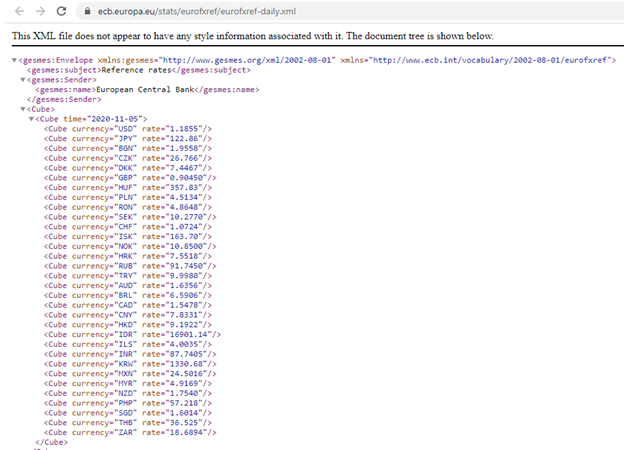 ecb.europa.eu/stats/eurofxref/eurofxref-daily.xml
This XML file does not appear to have any style information associated with it. The document tree is shown below.
<gesmes:Envelope xmlns:gesmes="http://www.gesmes.org/xml/2002-08-01" xmlns="http://www.ecb.int/vocabulary/2002-08-01/eurofxref">
<gesmes:subject>Reference rates</gesmes:subject>
<gesmes:Sender>
<gesmes:name>European Central Bank</gesmes:name>
</gesmes:Sender>
<Cube>
<Cube time="2020-11-05">
<Cube currency="USD" rate="1.1855"/>
<Cube currency="JPY" rate="122.86"/>
<Cube currency="BGN" rate="1.9558"/>
<Cube currency="CZK" rate="26.766"/>
<Cube currency="DKK" rate="7.4467"/>
<Cube currency="GBP" rate="0.90450"/>
<Cube currency="HUF" rate="357.83"/>
<Cube currency="PLN" rate="4.5134"/>
<Cube currency="RON" rate="4.8648"/>
<Cube currency="SEK" rate="10.2770"/>
<Cube currency="CHF" rate="1.0724"/>
<Cube currency="ISK" rate="163.70"/>
<Cube currency="NOK" rate="10.8500"/>
<Cube currency="HRK" rate="7.5518"/>
<Cube currency="RUB" rate="91.7450"/>
<Cube currency="TRY" rate="9.9980"/>
<Cube currency="AUD" rate="1.6356"/>
<Cube currency="BRL" rate="6.5906"/>
<Cube currency="CAD" rate="1.5478"/>
<Cube currency="CNY" rate="7.8331"/>
<Cube currency="HKD" rate="9.1922"/>
<Cube currency="IDR" rate="16901.14"/>
<Cube currency="ILS" rate="4.0035"/>
<Cube currency="INR" rate="87.7405"/>
<Cube currency="KRW" rate="1330.68"/>
<Cube currency="MXN" rate="24.5016"/>
<Cube currency="MYR" rate="4.9169"/>
<Cube currency="NZD" rate="1.7540"/>
<Cube currency="PHP" rate="57.218"/>
<Cube currency="SGD" rate="1.6014"/>
<Cube currency="THB" rate="36.525"/>
<Cube currency="ZAR" rate="18.6894"/>
</Cube>